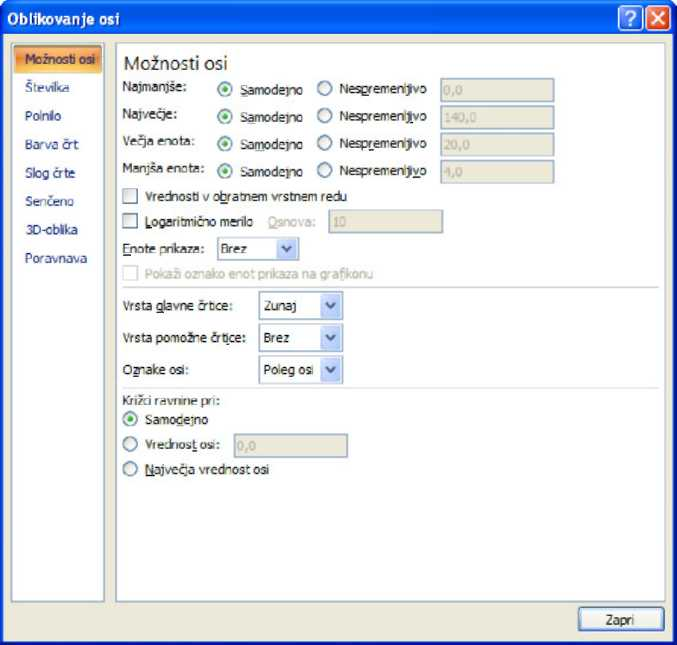 Oblikovanje osi
Možnosti osi
Številka
Polnilo
Barva črt
Slog črte
Senčeno
3D-oblika
Poravnava
Možnosti osi
Najmanjše: Samodejno Nespremenljivo 0,0
Največje: Samodejno Nespremenljivo 140,0
Večja enota: Samodejno Nespremenljivo 20,0
Manjša enota: Samodejno Nespremenljivo 4,0
Vrednosti v obratnem vrstnem redu
Logaritmično merilo Osnova: 10
Enote prikaza: Brez
Pokaži oznako enot prikaza na grafikonu
Vrsta glavne črtice: Zunaj
Vrsta pomožne črtice: Brez
Oznake osi: Poleg osi
Križci ravnine pri:
Samodejno
Vrednost osi: 0,0
Največja vrednost osi
Zapri